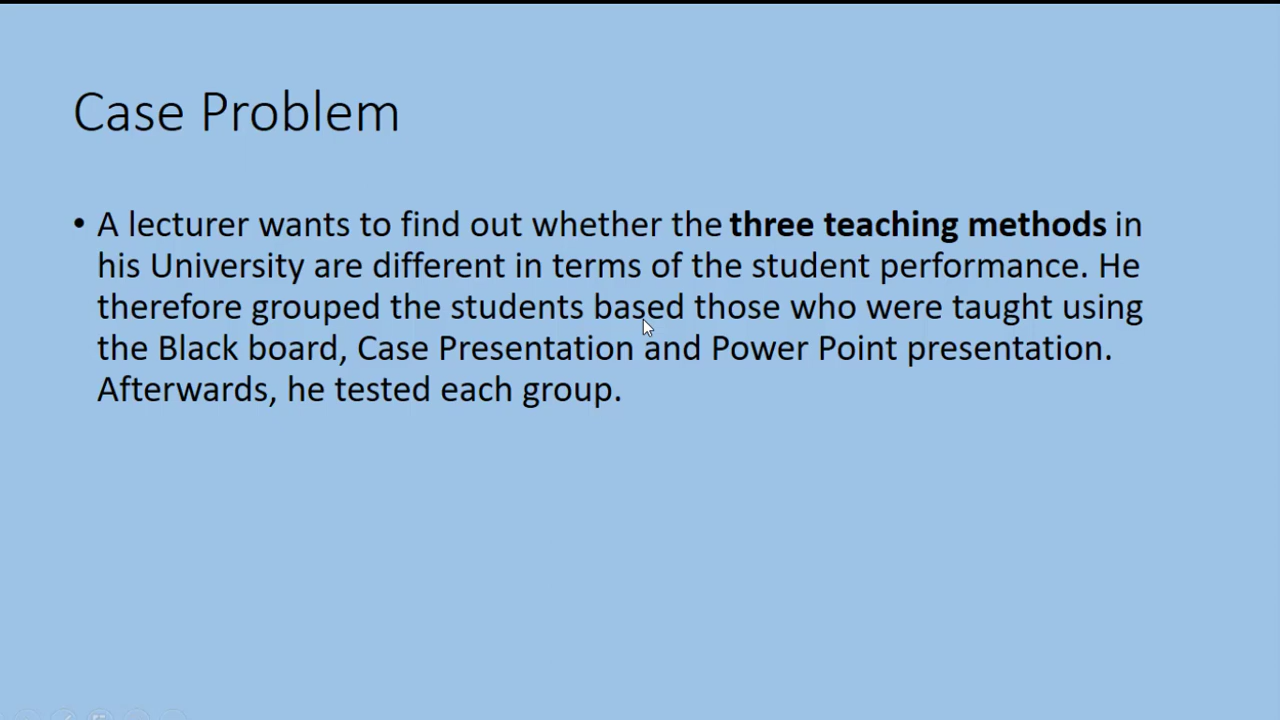 Case Problem
• A lecturer wants to find out whether the three teaching methods in
his University are different in terms of the student performance. He
therefore grouped the students based those who were taught using
the Black board, Case Presentation and Power Point presentation.
Afterwards, he tested each group.